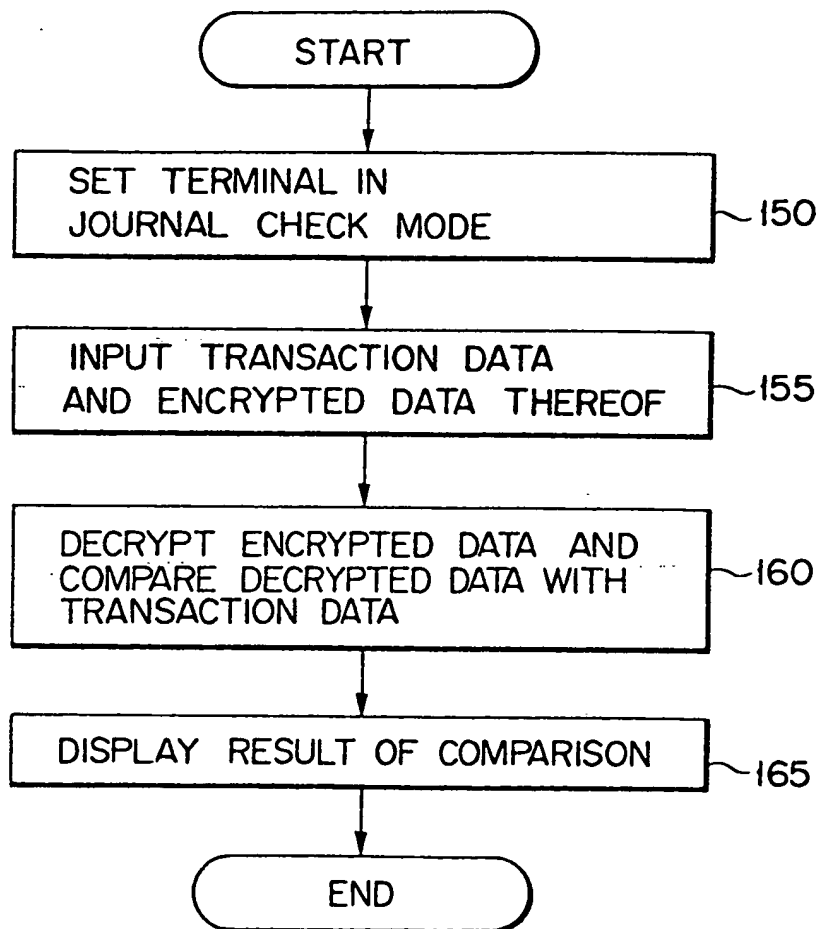 START
SET TERMINAL IN
JOURNAL CHECK MODE
150
INPUT TRANSACTION DATA
AND ENCRYPTED DATA THEREOF
155
DECRYPT ENCRYPTED DATA AND
COMPARE DECRYPTED DATA WITH
TRANSACTION DATA
160
DISPLAY RESULT OF COMPARISON
165
END